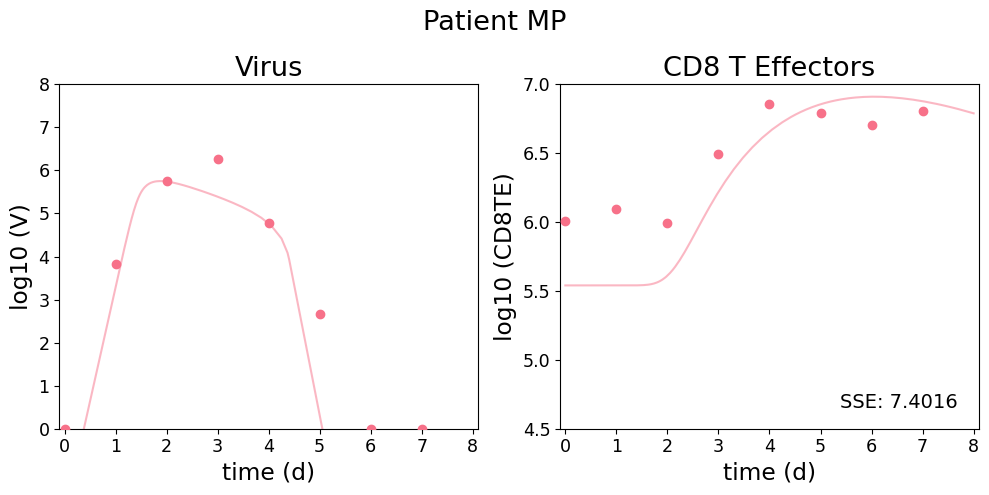 Patient MP
Virus
CD8 T Effectors
log10 (V)
8
7
6
5
4
3
2
1
0
0 1 2 3 4 5 6 7 8
time (d)
log10 (CD8TE)
7.0
6.5
6.0
5.5
5.0
4.5
SSE: 7.4016
0 1 2 3 4 5 6 7 8
time (d)